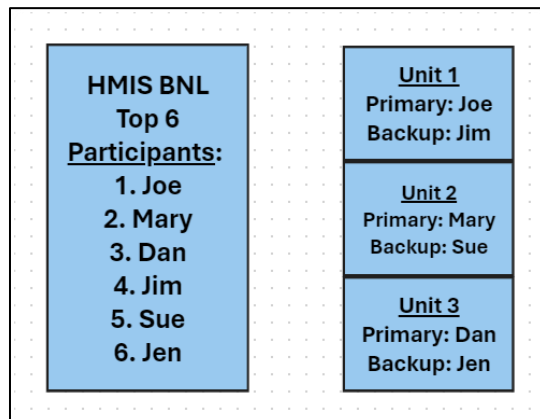 HMIS BNL
Top 6
Participants:
1. Joe
2. Mary
3. Dan
4. Jim
5. Sue
6. Jen
Unit 1
Primary: Joe
Backup: Jim
Unit 2
Primary: Mary
Backup: Sue
Unit 3
Primary: Dan
Backup: Jen